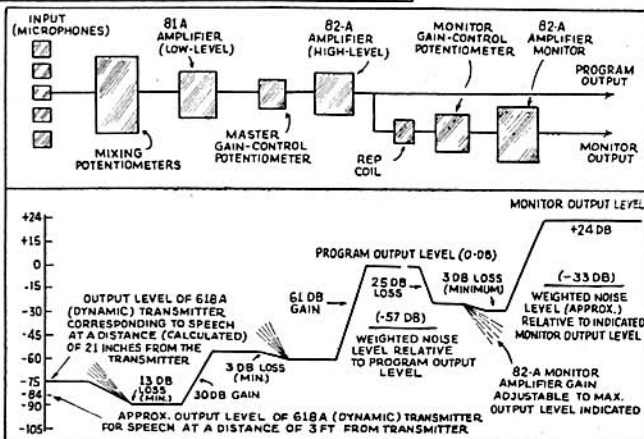 INPUT
(MICROPHONES)
81A
AMPLIFIER
(LOW-LEVEL)
82-A
AMPLIFIER
(HIGH-LEVEL)
MONITOR
GAIN-CONTROL
POTENTIOMETER
82-A
AMPLIFIER
MONITOR
PROGRAM
OUTPUT
MIXING POTENTIOMETERS
MASTER
GAIN-CONTROL
POTENTIOMETER
REP
COIL
MONITOR
OUTPUT
+24
+15
0
-15
-30
-45
-60
-75
-84
-90
-105
OUTPUT LEVEL OF 618A
(DYNAMIC) TRANSMITTER
CORRESPONDING TO SPEECH
AT A DISTANCE (CALCULATED)
OF 21 INCHES FROM THE
TRANSMITTER
13 DB
LOSS
(MIN.)
30 DB GAIN
3 DB LOSS
(MIN.)
61 DB
GAIN
PROGRAM OUTPUT LEVEL (0-DB)
25 DB
LOSS
(-57 DB)
WEIGHTED NOISE
LEVEL RELATIVE
TO PROGRAM OUTPUT
LEVEL
3 DB LOSS
(MINIMUM)
MONITOR OUTPUT LEVEL
+24 DB
(-33 DB)
WEIGHTED NOISE
LEVEL (APPROX.)
RELATIVE TO INDICATED
MONITOR OUTPUT LEVEL
82-A MONITOR
AMPLIFIER GAIN
ADJUSTABLE TO MAX.
OUTPUT LEVEL INDICATED
APPROX. OUTPUT LEVEL OF 618A (DYNAMIC) TRANSMITTER
FOR SPEECH AT A DISTANCE OF 3 FT FROM TRANSMITTER